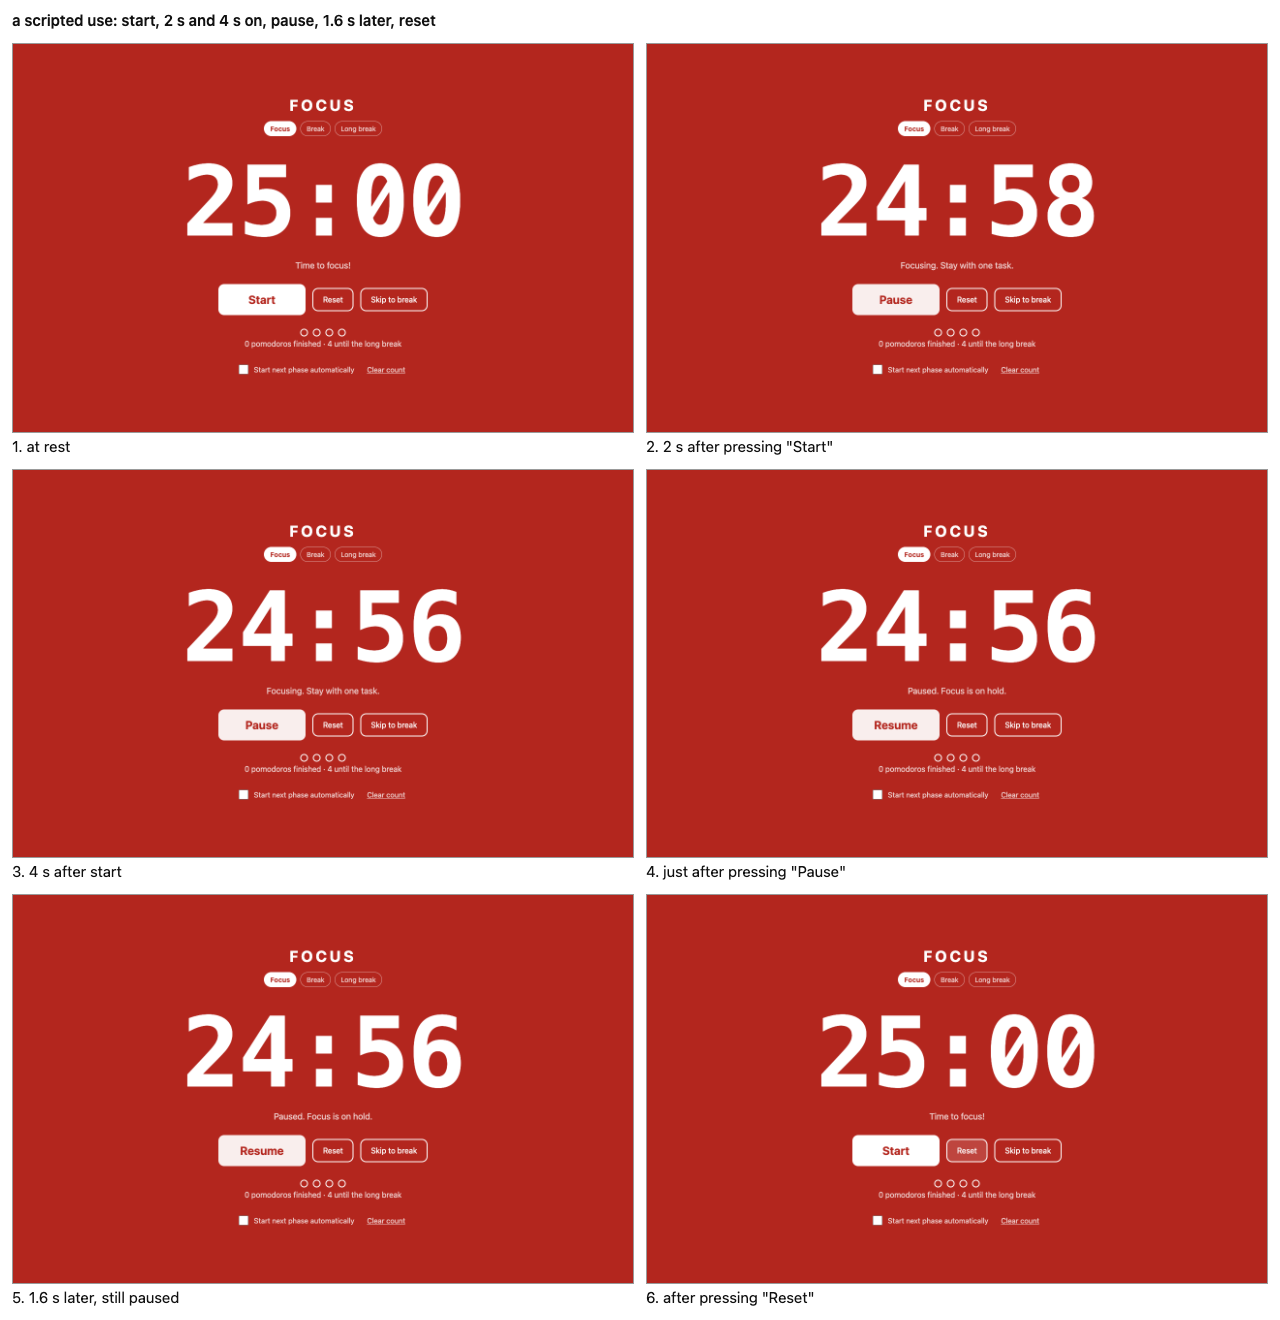 a scripted use: start, 2 s and 4 s on, pause, 1.6 s later, reset
FOCUS
Focus Break Long break
25:00
Time to focus!
Start Reset Skip to break
0 pomodoros finished · 4 until the long break
Start next phase automatically Clear count
1. at rest
FOCUS
Focus Break Long break
24:58
Focusing. Stay with one task.
Pause Reset Skip to break
0 pomodoros finished · 4 until the long break
Start next phase automatically Clear count
2. 2 s after pressing "Start"
FOCUS
Focus Break Long break
24:56
Focusing. Stay with one task.
Pause Reset Skip to break
0 pomodoros finished · 4 until the long break
Start next phase automatically Clear count
3. 4 s after start
FOCUS
Focus Break Long break
24:56
Paused. Focus is on hold.
Resume Reset Skip to break
0 pomodoros finished · 4 until the long break
Start next phase automatically Clear count
4. just after pressing "Pause"
FOCUS
Focus Break Long break
24:56
Paused. Focus is on hold.
Resume Reset Skip to break
0 pomodoros finished · 4 until the long break
Start next phase automatically Clear count
5. 1.6 s later, still paused
FOCUS
Focus Break Long break
25:00
Time to focus!
Start Reset Skip to break
0 pomodoros finished · 4 until the long break
Start next phase automatically Clear count
6. after pressing "Reset"